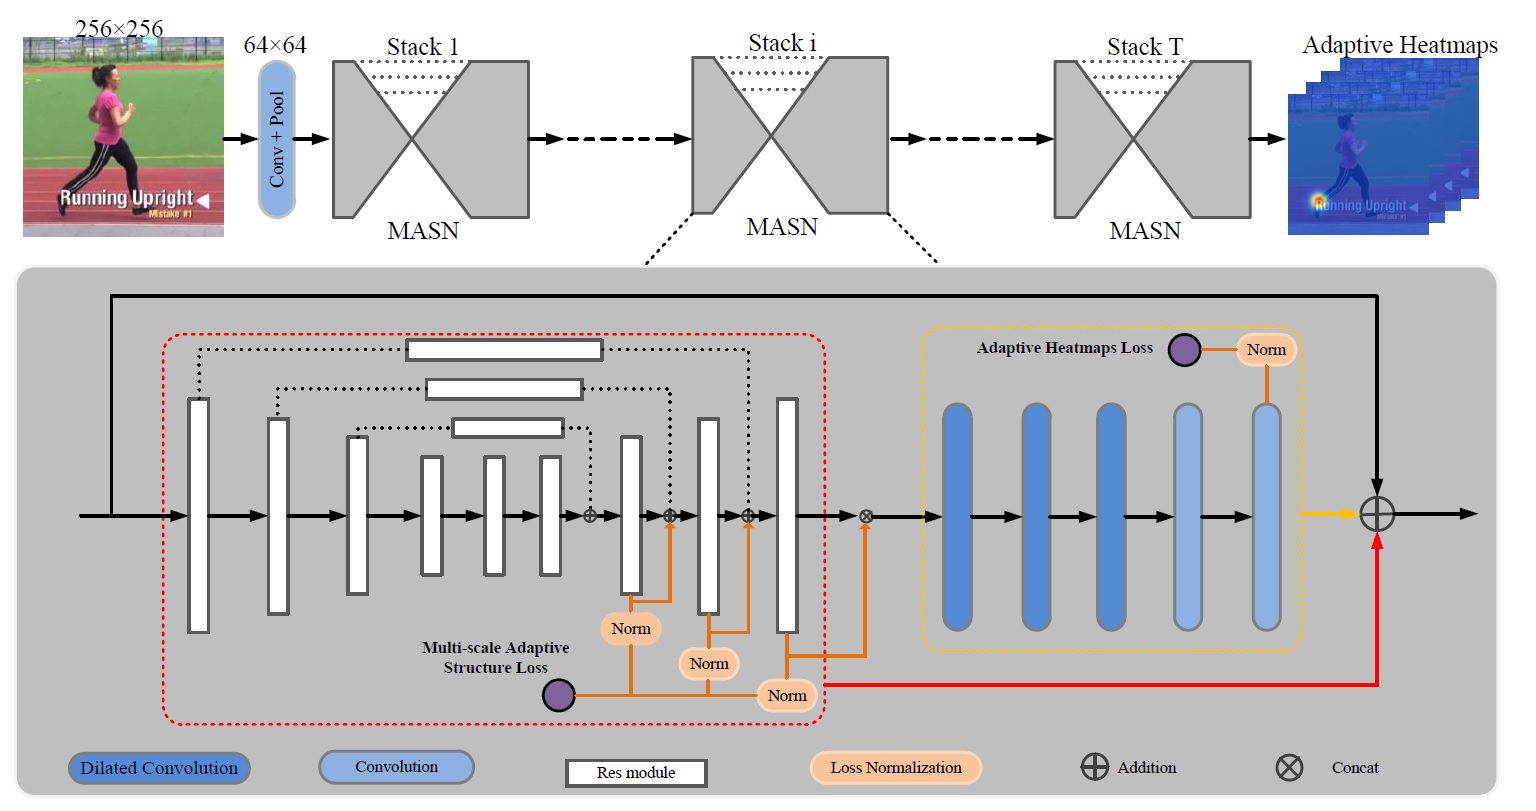 256×256
64×64
Stack 1
Stack i
Stack T
Adaptive Heatmaps
Conv + Pool
Running Upright
Mistake #1
Running Upright
Mistake #1
MASN
MASN
MASN
Adaptive Heatmaps Loss
Norm
Norm
Multi-scale Adaptive
Structure Loss
Norm
Norm
Dilated Convolution
Convolution
Res module
Loss Normalization
Addition
Concat